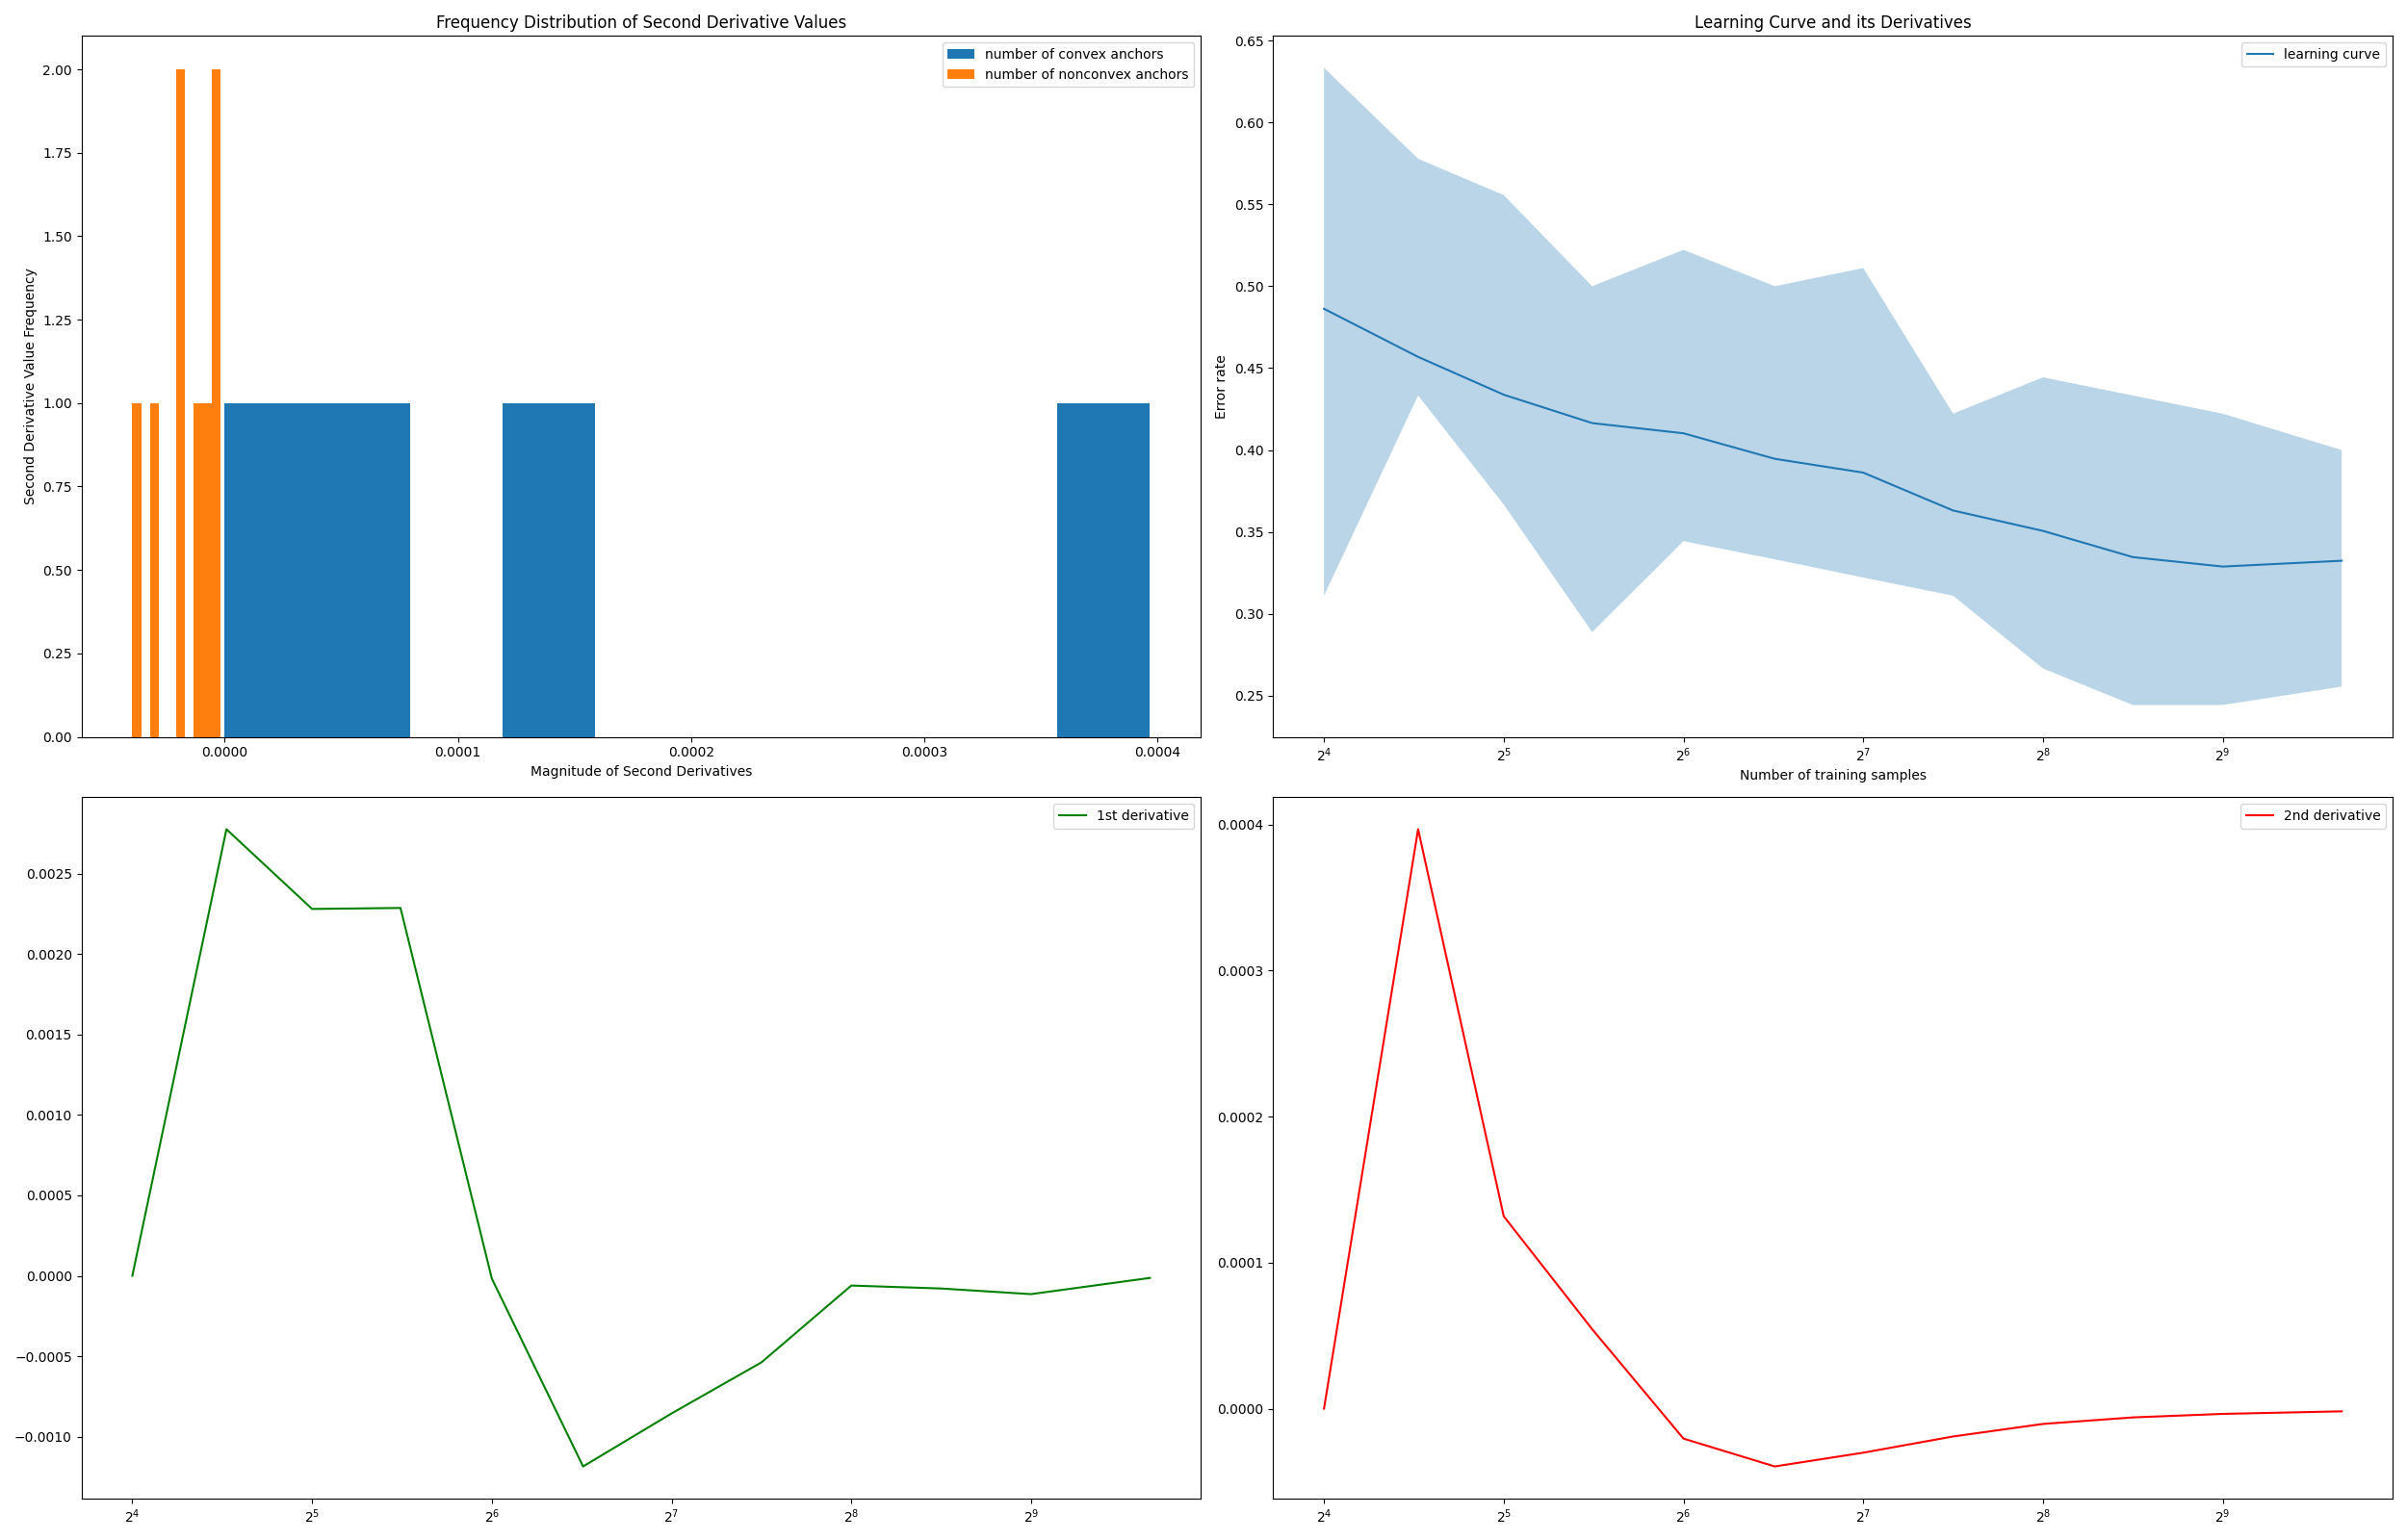 Frequency Distribution of Second Derivative Values
number of convex anchors
number of nonconvex anchors
2.00
1.75
1.50
1.25
1.00
0.75
0.50
0.25
0.00
Second Derivative Value Frequency
0.0000 0.0001 0.0002 0.0003 0.0004
Magnitude of Second Derivatives
Learning Curve and its Derivatives
learning curve
0.65
0.60
0.55
0.50
0.45
0.40
0.35
0.30
0.25
Error rate
2⁴ 2⁵ 2⁶ 2⁷ 2⁸ 2⁹
Number of training samples
1st derivative
0.0025
0.0020
0.0015
0.0010
0.0005
0.0000
−0.0005
−0.0010
2⁴ 2⁵ 2⁶ 2⁷ 2⁸ 2⁹
2nd derivative
0.0004
0.0003
0.0002
0.0001
0.0000
2⁴ 2⁵ 2⁶ 2⁷ 2⁸ 2⁹